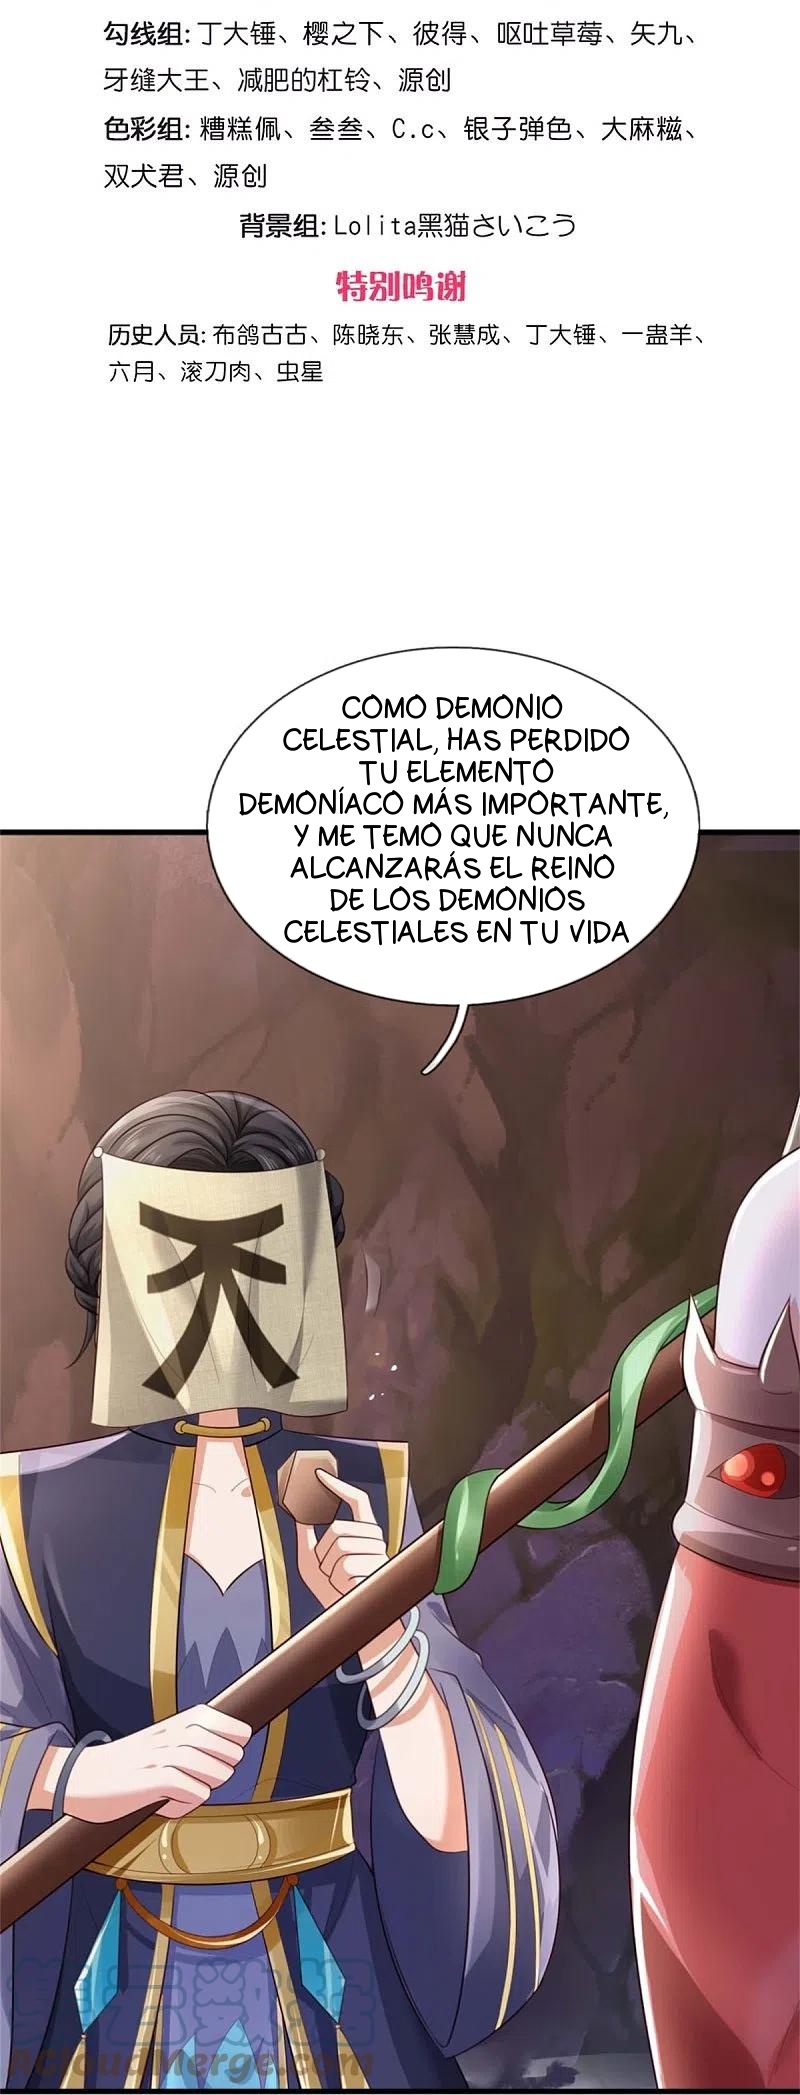 勾线组: 丁大锤、樱之下、彼得、呕吐草莓、矢九、
牙缝大王、减肥的杠铃、源创
色彩组: 糟糕佩、叁叁、C.c、银子弹色、大麻糍、
双犬君、源创
背景组: Lolita黑猫さいこう
特别鸣谢
历史人员: 布鸽古古、陈晓东、张慧成、丁大锤、一蛊羊、
六月、滚刀肉、虫星
COMO DEMONIO
CELESTIAL, HAS PERDIDO
TU ELEMENTO
DEMONÍACO MÁS IMPORTANTE,
Y ME TEMO QUE NUNCA
ALCANZARÁS EL REINO
DE LOS DEMONIOS
CELESTIALES EN TU VIDA
天
AcloudMerge.com